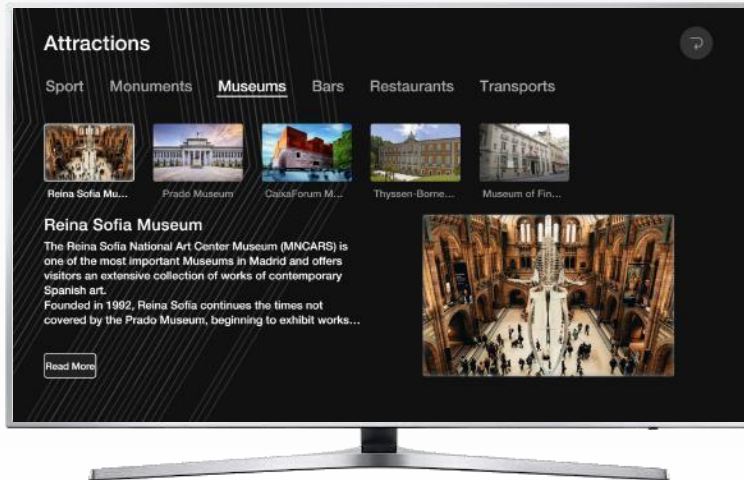 Attractions
Sport Monuments Museums Bars Restaurants Transports
Reina Sofia Mu... Prado Museum CaixaForum M... Thyssen-Borne... Museum of Fin...
Reina Sofia Museum
The Reina Sofia National Art Center Museum (MNCARS) is
one of the most important Museums in Madrid and offers
visitors an extensive collection of works of contemporary
Spanish art.
Founded in 1992, Reina Sofia continues the times not
covered by the Prado Museum, beginning to exhibit works...
Read More